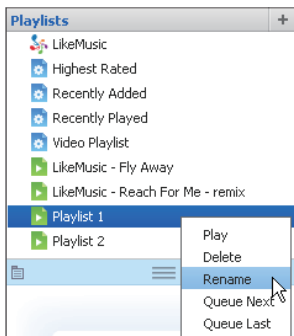 Playlists +
LikeMusic
Highest Rated
Recently Added
Recently Played
Video Playlist
LikeMusic - Fly Away
LikeMusic - Reach For Me - remix
Playlist 1
Playlist 2
Play
Delete
Rename
Queue Next
Queue Last